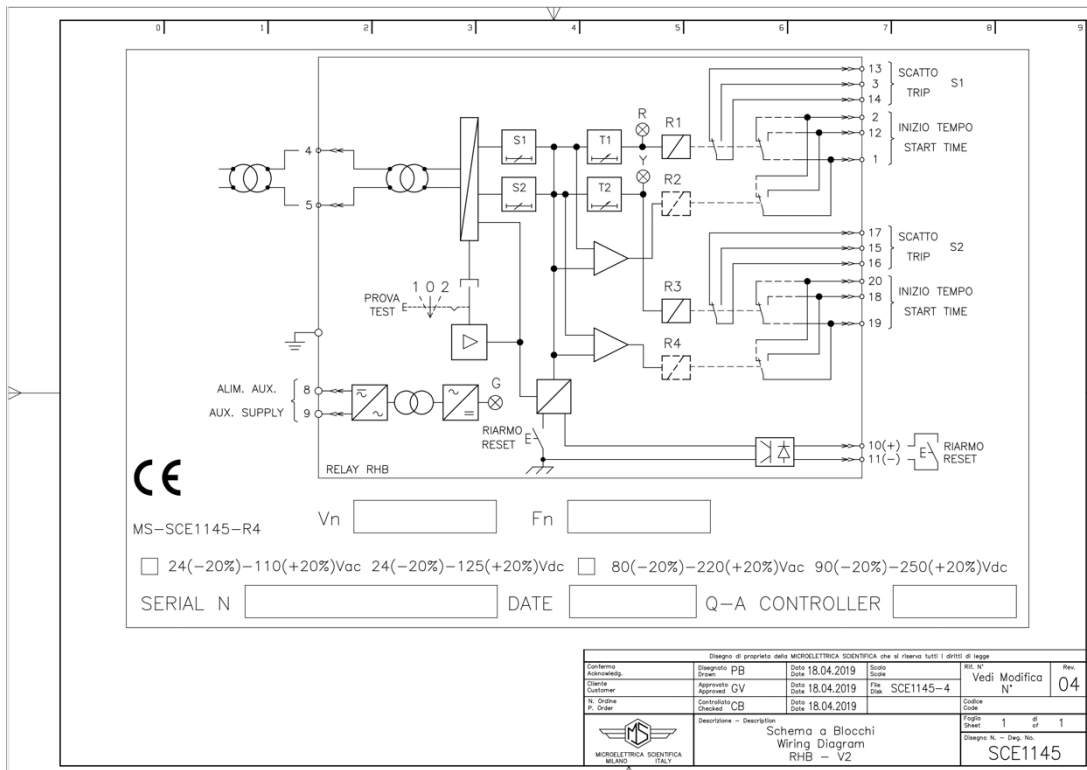 0 1 2 3 4 5 6 7 8 9
13
SCATTO
TRIP
S1
3
14
2
12
INIZIO TEMPO
START TIME
1
R
R1
4
S1
T1
Y
R2
5
S2
T2
17
SCATTO
TRIP
S2
15
16
20
18
INIZIO TEMPO
START TIME
19
1 0 2
PROVA
TEST
E
R3
R4
ALIM. AUX.
AUX. SUPPLY
8
9
G
RIARMO
RESET
E
10(+)
11(-)
E
RIARMO
RESET
RELAY RHB
CE
MS-SCE1145-R4
Vn
Fn
24(-20%)-110(+20%)Vac 24(-20%)-125(+20%)Vdc
80(-20%)-220(+20%)Vac 90(-20%)-250(+20%)Vdc
SERIAL N
DATE
Q-A CONTROLLER
Disegno di proprieta della MICROELETTRICA SCIENTIFICA che si riserva tutti i diritti di legge
Conferma
Acknowledg.
Disegnato
Drawn
PB
Data
Date
18.04.2019
Scala
Scale
Rif. N°
Vedi Modifica
N°
Rev.
04
Cliente
Customer
Approvato
Approved
GV
Data
Date
18.04.2019
File
Disk
SCE1145-4
N. Ordine
P. Order
Controllato
Checked
CB
Data
Date
18.04.2019
Codice
Code
MS
MICROELETTRICA SCIENTIFICA
MILANO ITALY
Descrizione - Description
Schema a Blocchi
Wiring Diagram
RHB - V2
Foglio
Sheet
1
di
of
1
Disegno N. - Dwg. No.
SCE1145